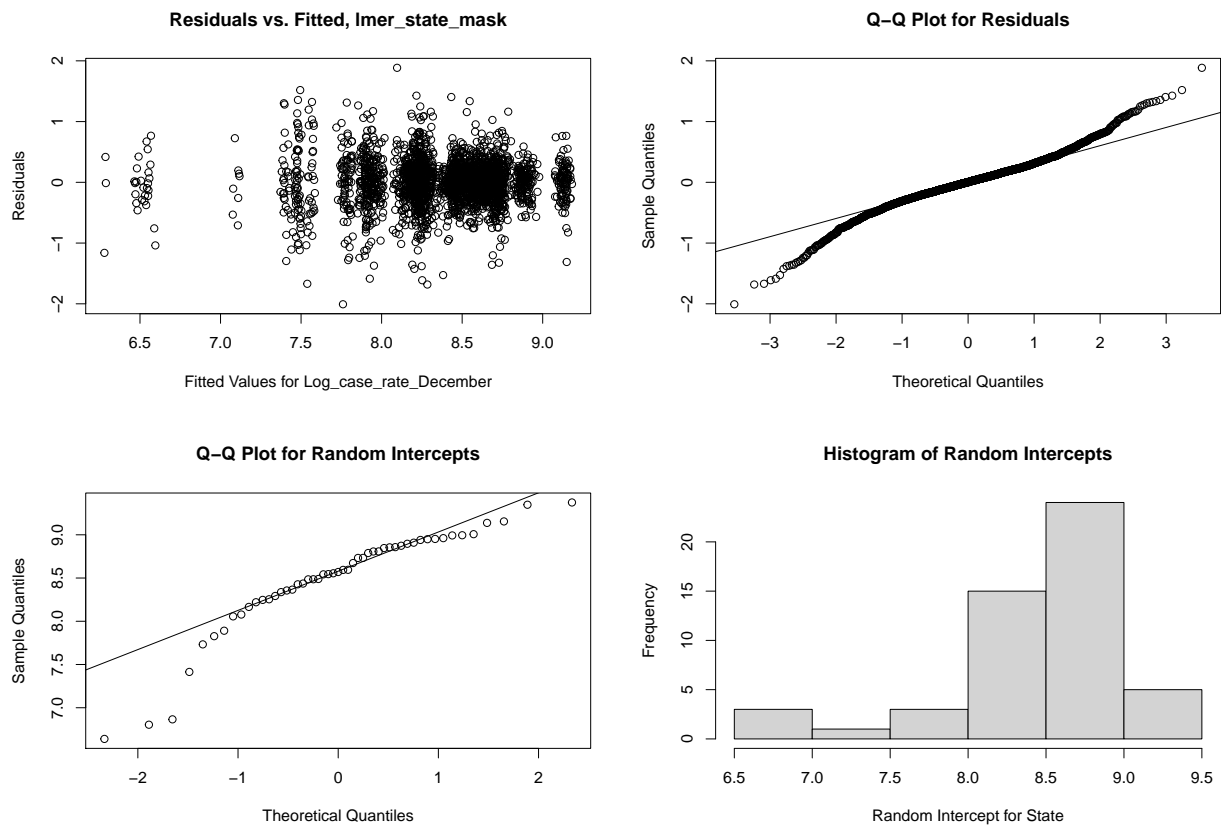 Residuals vs. Fitted, lmer_state_mask
2
1
0
−1
−2
Residuals
6.5 7.0 7.5 8.0 8.5 9.0
Fitted Values for Log_case_rate_December
Q−Q Plot for Residuals
2
1
0
−1
−2
Sample Quantiles
−3 −2 −1 0 1 2 3
Theoretical Quantiles
Q−Q Plot for Random Intercepts
9.0
8.5
8.0
7.5
7.0
Sample Quantiles
−2 −1 0 1 2
Theoretical Quantiles
Histogram of Random Intercepts
20
15
10
5
0
Frequency
6.5 7.0 7.5 8.0 8.5 9.0 9.5
Random Intercept for State